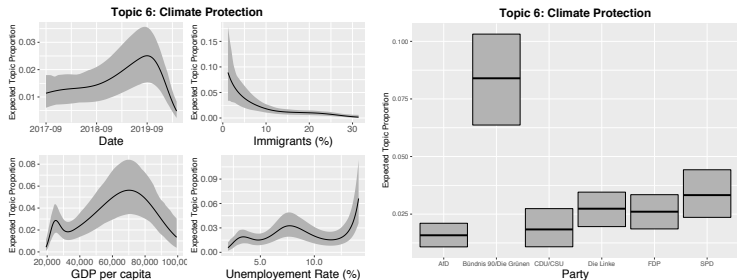 Topic 6: Climate Protection
Expected Topic Proportion
0.03
0.02
0.01
2017-09 2018-09 2019-09
Date
Expected Topic Proportion
0.15
0.10
0.05
0.00
0 10 20 30
Immigrants (%)
Expected Topic Proportion
0.08
0.06
0.04
0.02
0.00
20,000 40,000 60,000 80,000 100,00
GDP per capita
Expected Topic Proportion
0.09
0.06
0.03
0.00
5.0 10.0
Unemployement Rate (%)
Topic 6: Climate Protection
Expected Topic Proportion
0.100
0.075
0.050
0.025
AfD Bündnis 90/Die Grünen CDU/CSU Die Linke FDP SPD
Party